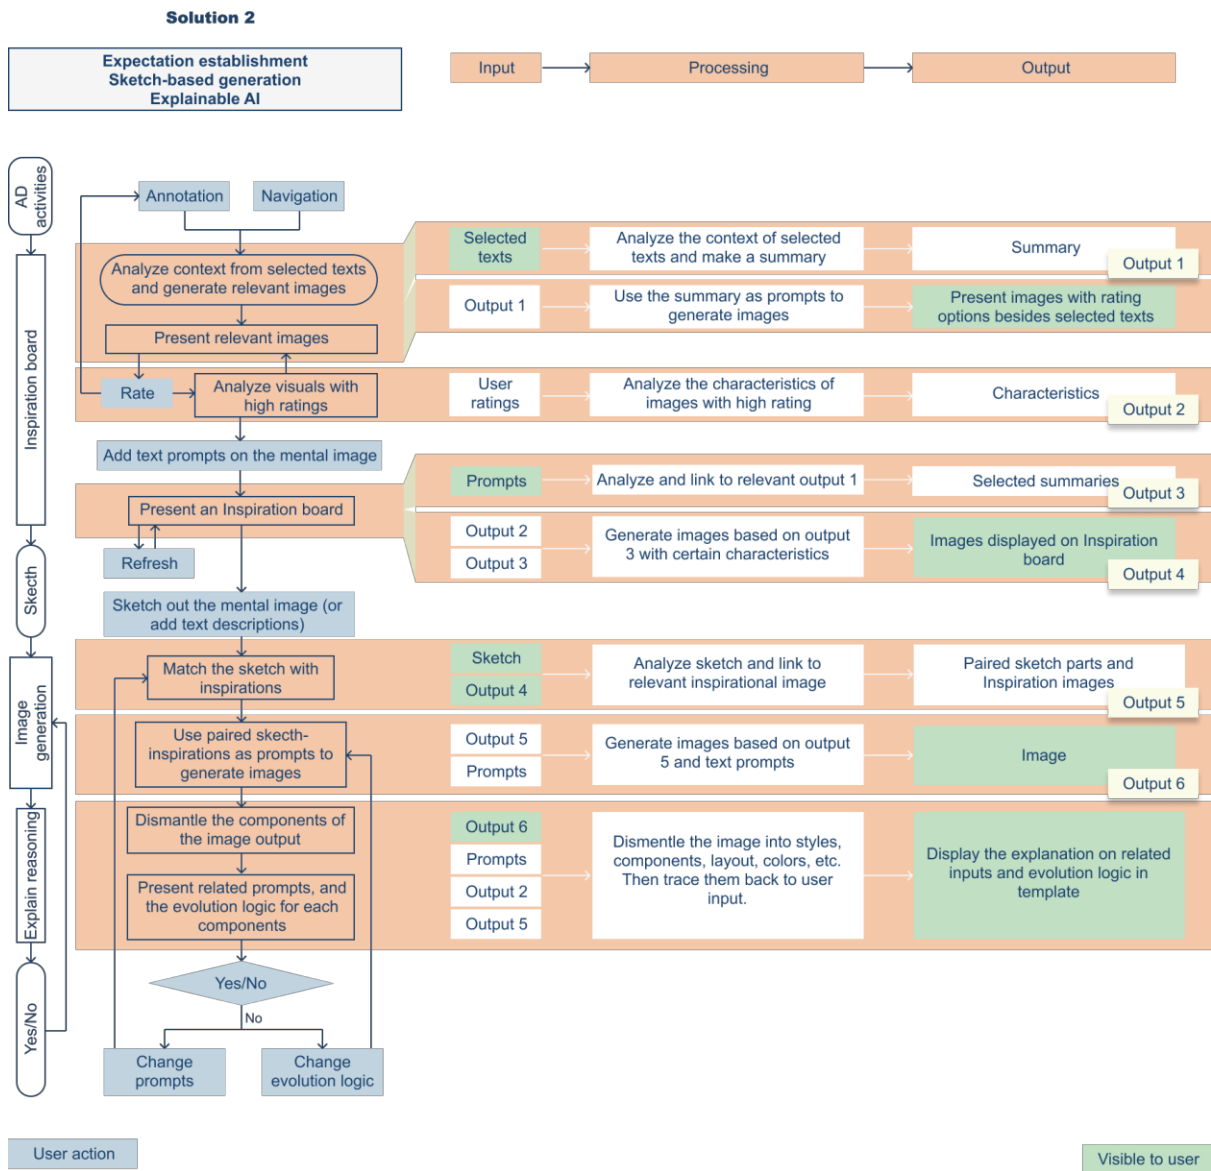 Solution 2
Expectation establishment
Sketch-based generation
Explainable AI
Input
Processing
Output
AD
activities
Inspiration board
Skecth
Image
generation
Explain reasoning
Yes/No
Annotation
Navigation
Analyze context from selected texts
and generate relevant images
Present relevant images
Rate
Analyze visuals with
high ratings
Add text prompts on the mental image
Present an Inspiration board
Refresh
Sketch out the mental image (or
add text descriptions)
Match the sketch with
inspirations
Use paired skecth-
inspirations as prompts to
generate images
Dismantle the components of
the image output
Present related prompts, and
the evolution logic for each
components
Yes/No
No
Change
prompts
Change
evolution logic
Selected
texts
Analyze the context of selected
texts and make a summary
Summary
Output 1
Output 1
Use the summary as prompts to
generate images
Present images with rating
options besides selected texts
User
ratings
Analyze the characteristics of
images with high rating
Characteristics
Output 2
Prompts
Analyze and link to relevant output 1
Selected summaries
Output 3
Output 2
Output 3
Generate images based on output
3 with certain characteristics
Images displayed on Inspiration
board
Output 4
Sketch
Output 4
Analyze sketch and link to
relevant inspirational image
Paired sketch parts and
Inspiration images
Output 5
Output 5
Prompts
Generate images based on output
5 and text prompts
Image
Output 6
Output 6
Prompts
Output 2
Output 5
Dismentle the image into styles,
components, layout, colors, etc.
Then trace them back to user
input.
Display the explanation on related
inputs and evolution logic in
template
User action
Visible to user